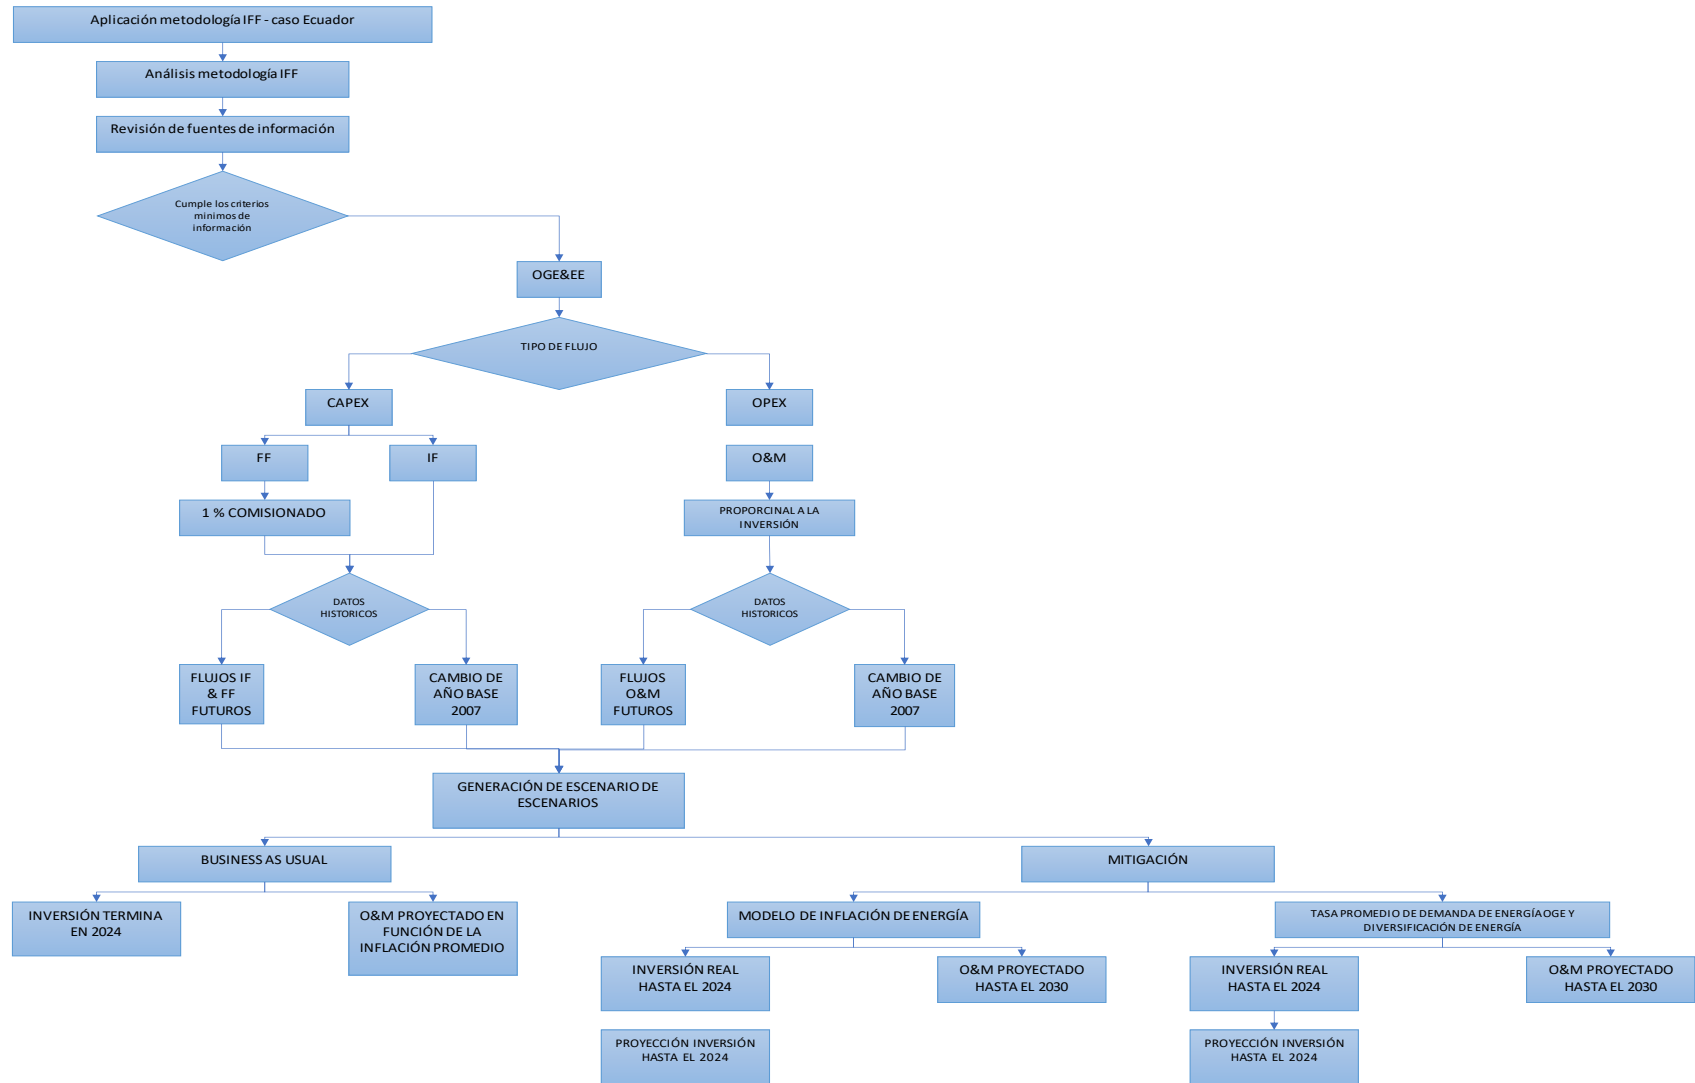 Aplicación metodología IFF - caso Ecuador
Análisis metodología IFF
Revisión de fuentes de información
Cumple los criterios
minimos de
información
OGE&EE
TIPO DE FLUJO
CAPEX
OPEX
FF
IF
O&M
1 % COMISIONADO
PROPORCINAL A LA
INVERSIÓN
DATOS
HISTORICOS
DATOS
HISTORICOS
FLUJOS IF
& FF
FUTUROS
CAMBIO DE
AÑO BASE
2007
FLUJOS
O&M
FUTUROS
CAMBIO DE
AÑO BASE
2007
GENERACIÓN DE ESCENARIO DE
ESCENARIOS
BUSINESS AS USUAL
MITIGACIÓN
INVERSIÓN TERMINA
EN 2024
O&M PROYECTADO EN
FUNCIÓN DE LA
INFLACIÓN PROMEDIO
MODELO DE INFLACIÓN DE ENERGÍA
TASA PROMEDIO DE DEMANDA DE ENERGÍA OGE Y
DIVERSIFICACIÓN DE ENERGÍA
INVERSIÓN REAL
HASTA EL 2024
O&M PROYECTADO
HASTA EL 2030
INVERSIÓN REAL
HASTA EL 2024
O&M PROYECTADO
HASTA EL 2030
PROYECCIÓN INVERSIÓN
HASTA EL 2024
PROYECCIÓN INVERSIÓN
HASTA EL 2024